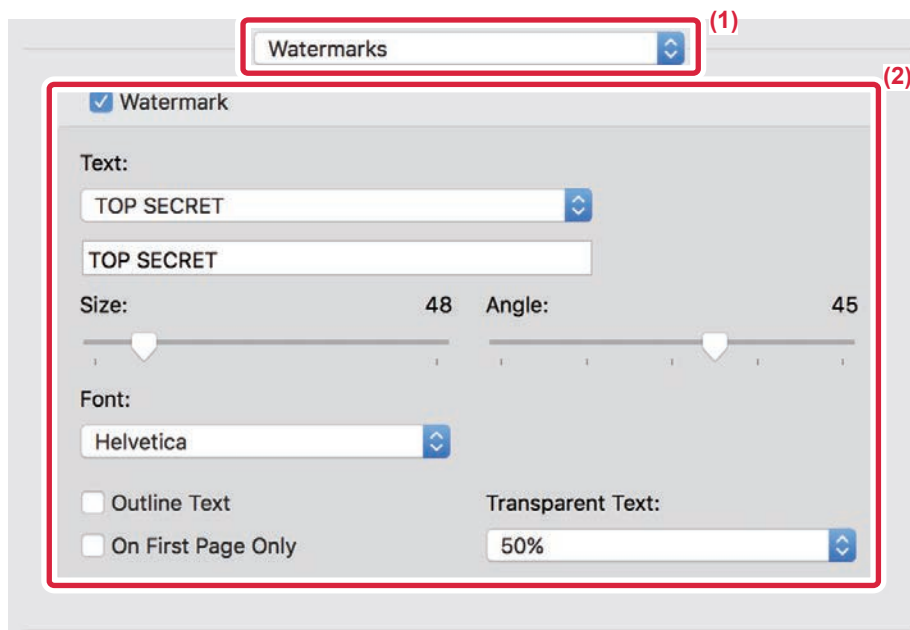 Watermarks
(1)
(2)
Watermark
Text:
TOP SECRET
TOP SECRET
Size: 48 Angle: 45
Font:
Helvetica
Outline Text Transparent Text:
On First Page Only 50%